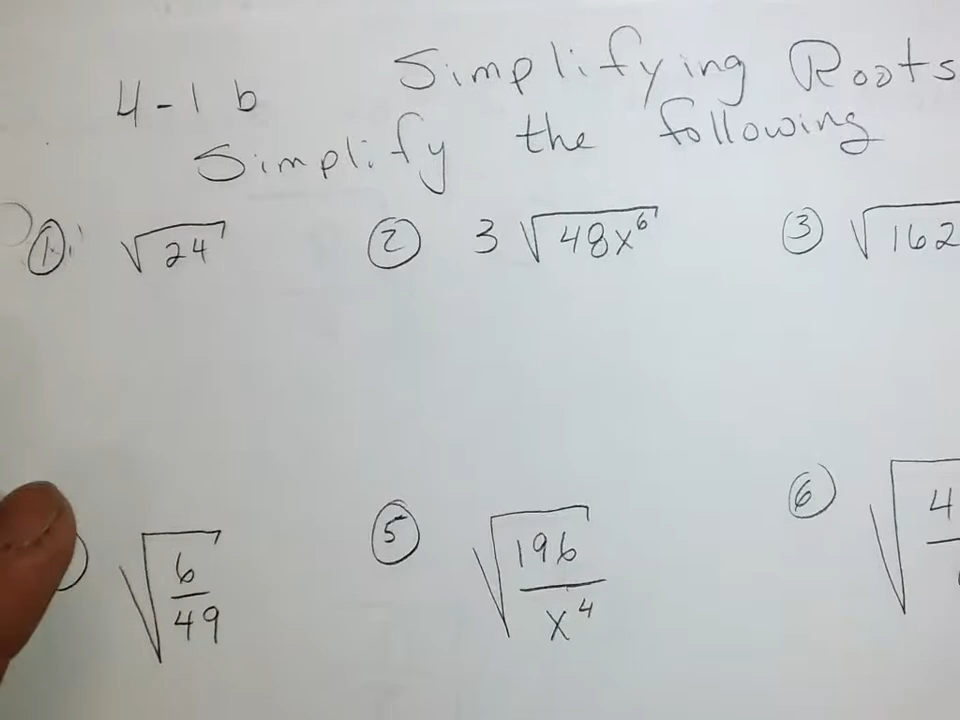 4-1 b Simplifying Roots
Simplify the following
① √24 ② 3 √48x⁶ ③ √162
√(6/49) ⑤ √(196/x⁴) ⑥ √4